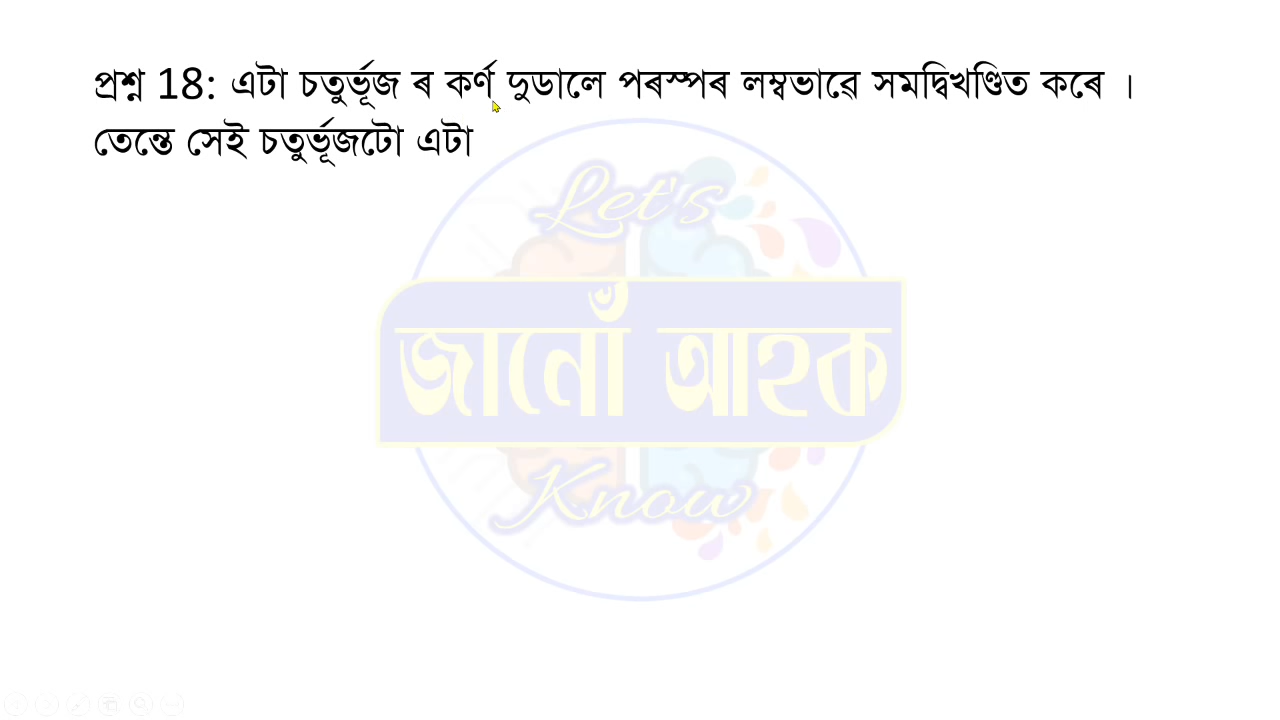 প্ৰশ্ন 18: এটা চতুৰ্ভূজ ৰ কৰ্ণ দুডালে পৰস্পৰ লম্বভাৱে সমদ্বিখণ্ডিত কৰে ।
তেন্তে সেই চতুৰ্ভূজটো এটা
Let's
জানোঁ আহক
Know